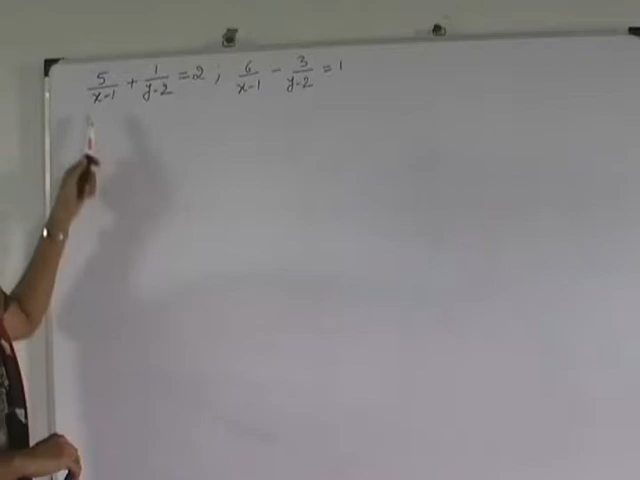 5/(x-1) + 1/(y-2) = 2 ; 6/(x-1) - 3/(y-2) = 1